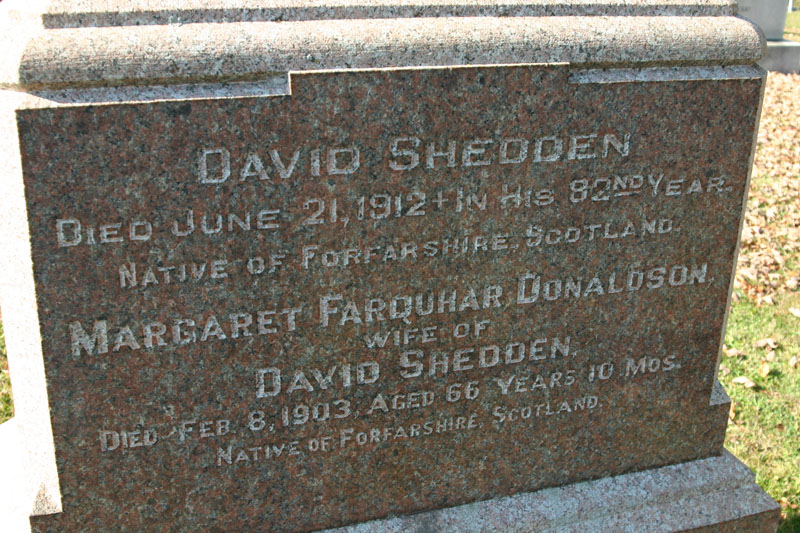 DAVID SHEDDEN
DIED JUNE 21, 1912 + IN HIS 82ND YEAR.
NATIVE OF FORFARSHIRE, SCOTLAND.
MARGARET FARQUHAR DONALDSON,
WIFE OF
DAVID SHEDDEN,
DIED FEB 8, 1903, AGED 66 YEARS 10 MOS.
NATIVE OF FORFARSHIRE, SCOTLAND.